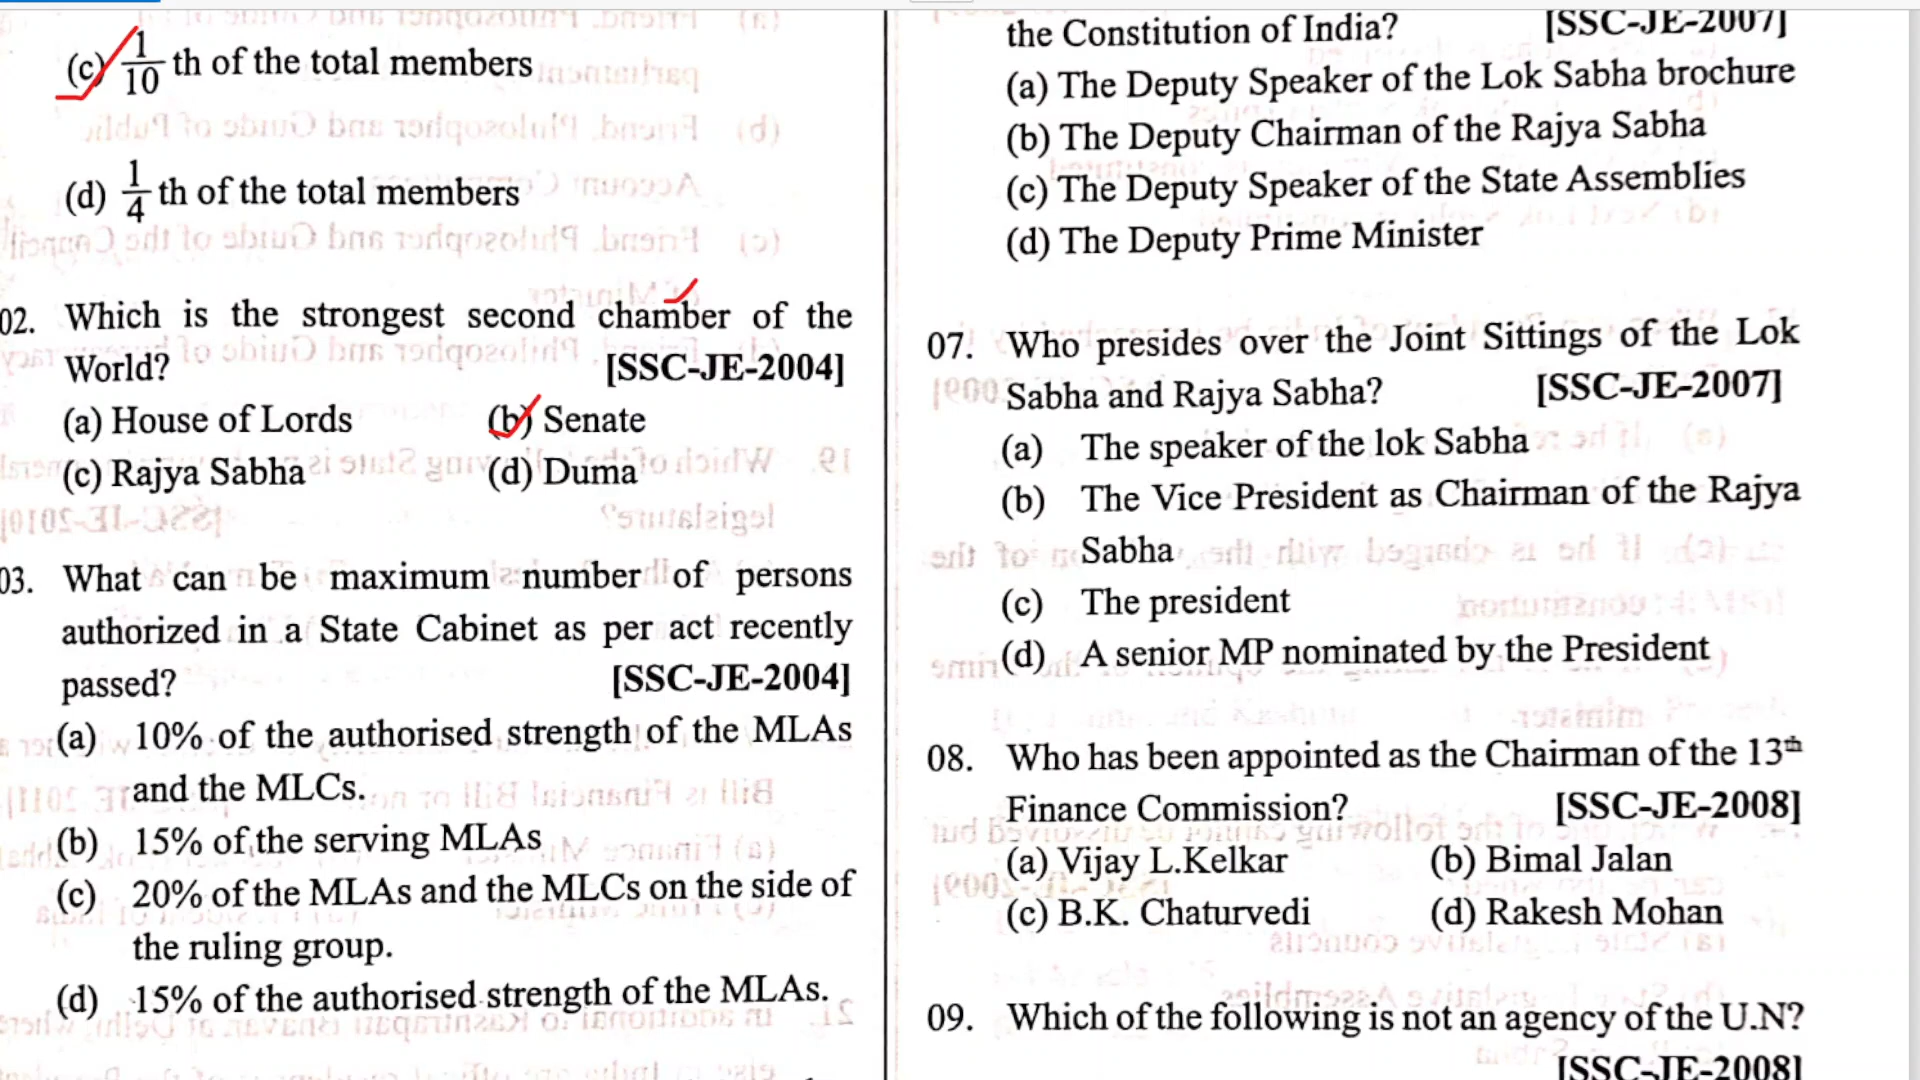 (c) 1/10 th of the total members
(d) 1/4 th of the total members
02. Which is the strongest second chamber of the
World? [SSC-JE-2004]
(a) House of Lords (b) Senate
(c) Rajya Sabha (d) Duma
03. What can be maximum number of persons
authorized in a State Cabinet as per act recently
passed? [SSC-JE-2004]
(a) 10% of the authorised strength of the MLAs
and the MLCs.
(b) 15% of the serving MLAs
(c) 20% of the MLAs and the MLCs on the side of
the ruling group.
(d) 15% of the authorised strength of the MLAs.
the Constitution of India? [SSC-JE-2007]
(a) The Deputy Speaker of the Lok Sabha brochure
(b) The Deputy Chairman of the Rajya Sabha
(c) The Deputy Speaker of the State Assemblies
(d) The Deputy Prime Minister
07. Who presides over the Joint Sittings of the Lok
Sabha and Rajya Sabha? [SSC-JE-2007]
(a) The speaker of the lok Sabha
(b) The Vice President as Chairman of the Rajya
Sabha
(c) The president
(d) A senior MP nominated by the President
08. Who has been appointed as the Chairman of the 13th
Finance Commission? [SSC-JE-2008]
(a) Vijay L.Kelkar (b) Bimal Jalan
(c) B.K. Chaturvedi (d) Rakesh Mohan
09. Which of the following is not an agency of the U.N?
[SSC-JE-2008]